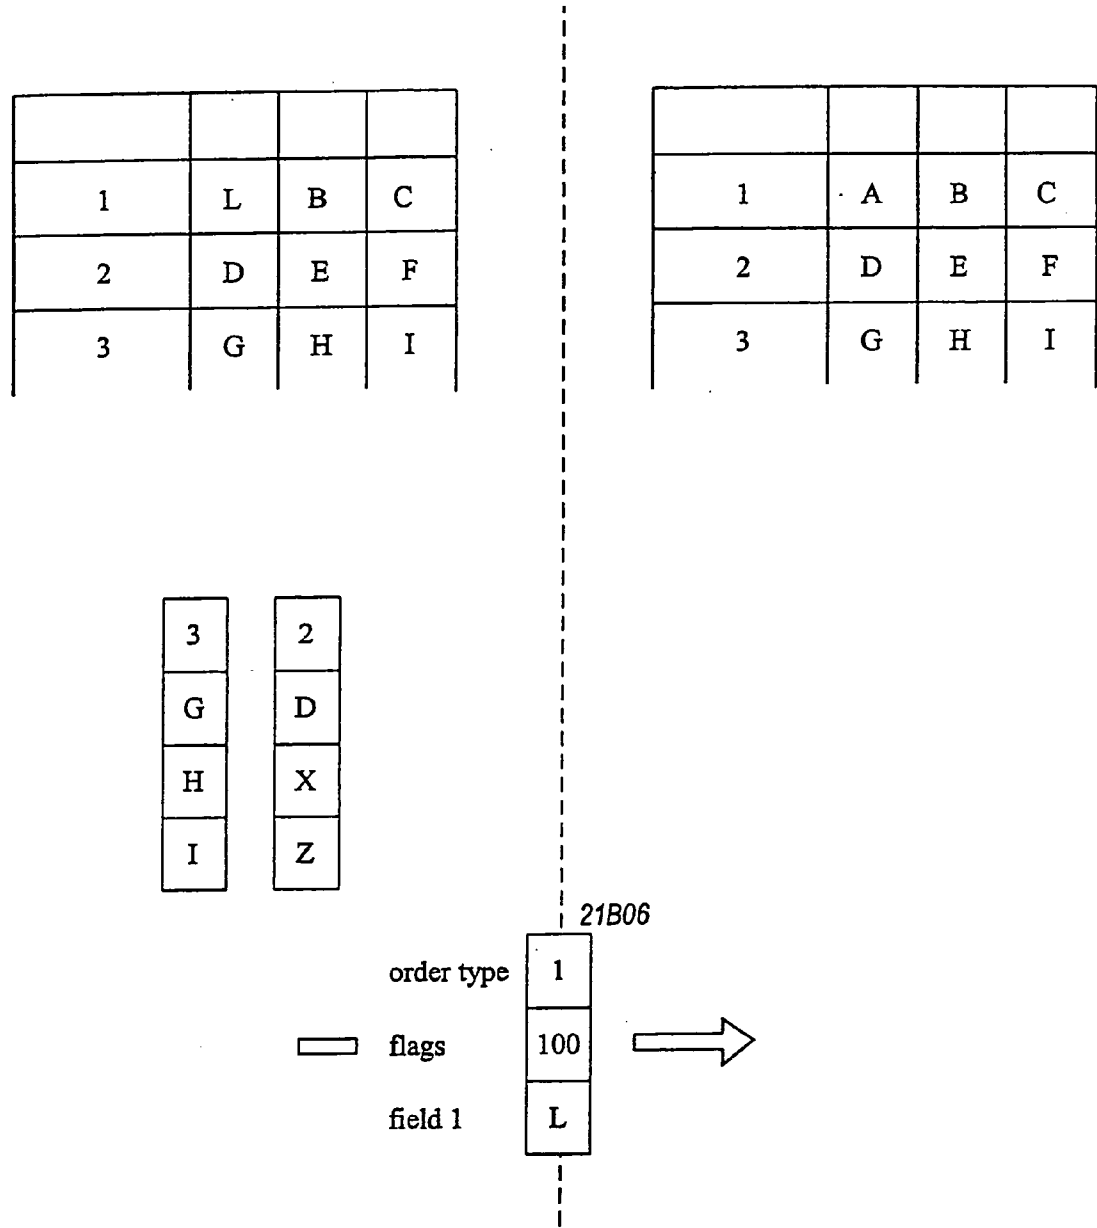 1 L B C
2 D E F
3 G H I
1 A B C
2 D E F
3 G H I
3 2
G D
H X
I Z
21B06
order type 1
flags 100
field 1 L